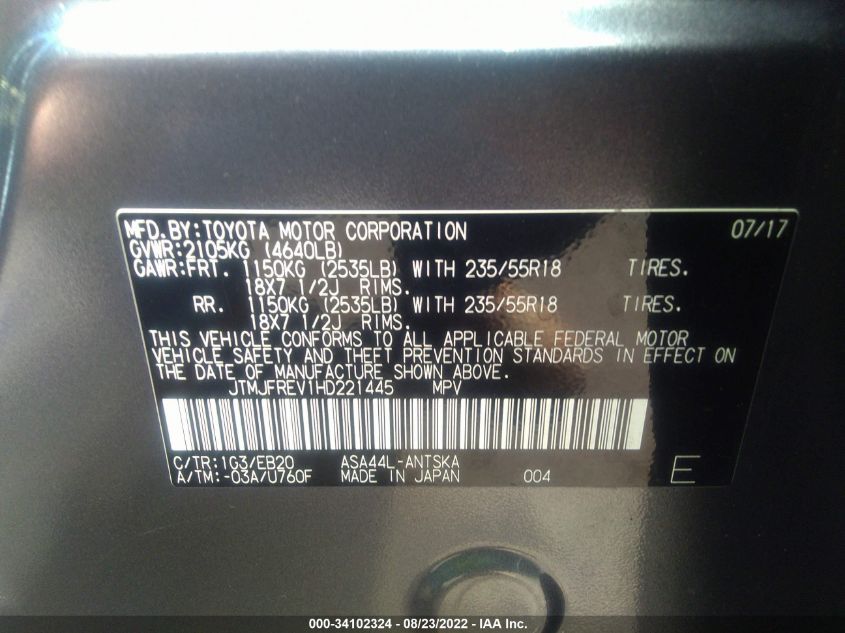 MFD.BY:TOYOTA MOTOR CORPORATION 07/17
GVWR:2105KG (4640LB)
GAWR:FRT. 1150KG (2535LB) WITH 235/55R18 TIRES.
18X7 1/2J RIMS.
RR. 1150KG (2535LB) WITH 235/55R18 TIRES.
18X7 1/2J RIMS.
THIS VEHICLE CONFORMS TO ALL APPLICABLE FEDERAL MOTOR
VEHICLE SAFETY AND THEFT PREVENTION STANDARDS IN EFFECT ON
THE DATE OF MANUFACTURE SHOWN ABOVE.
JTMJFREV1HD221445 MPV
C/TR:1G3/EB20 ASA44L-ANTSKA
A/TM:-03A/U760F MADE IN JAPAN 004 E
000-34102324 - 08/23/2022 - IAA Inc.